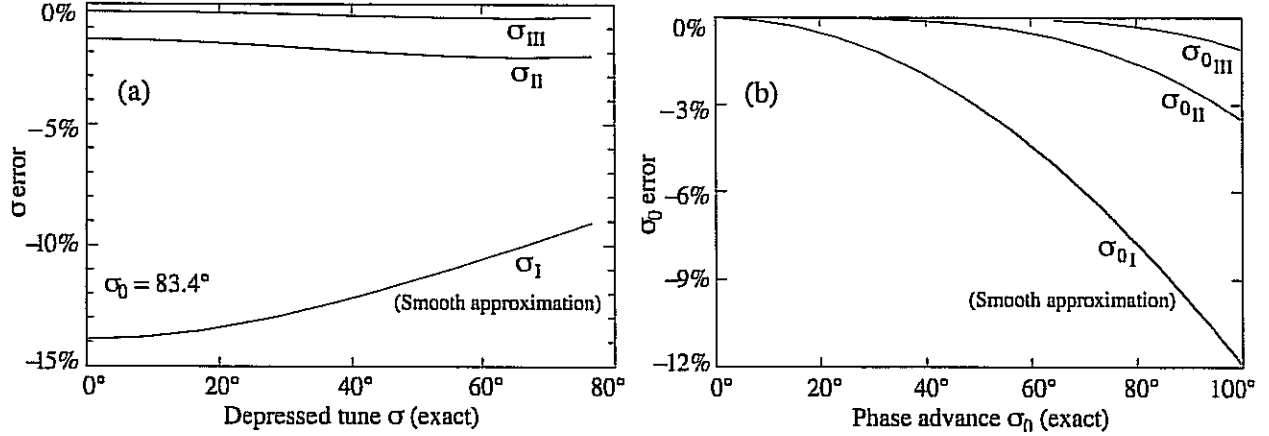 0%
σIII
σII
(a)
−5%
σ error
−10%
σI
σ0 = 83.4°
(Smooth approximation)
−15%
0° 20° 40° 60° 80°
Depressed tune σ (exact)
0%
σ0III
(b)
σ0II
−3%
−6%
σ0 error
σ0I
−9%
(Smooth approximation)
−12%
0° 20° 40° 60° 80° 100°
Phase advance σ0 (exact)